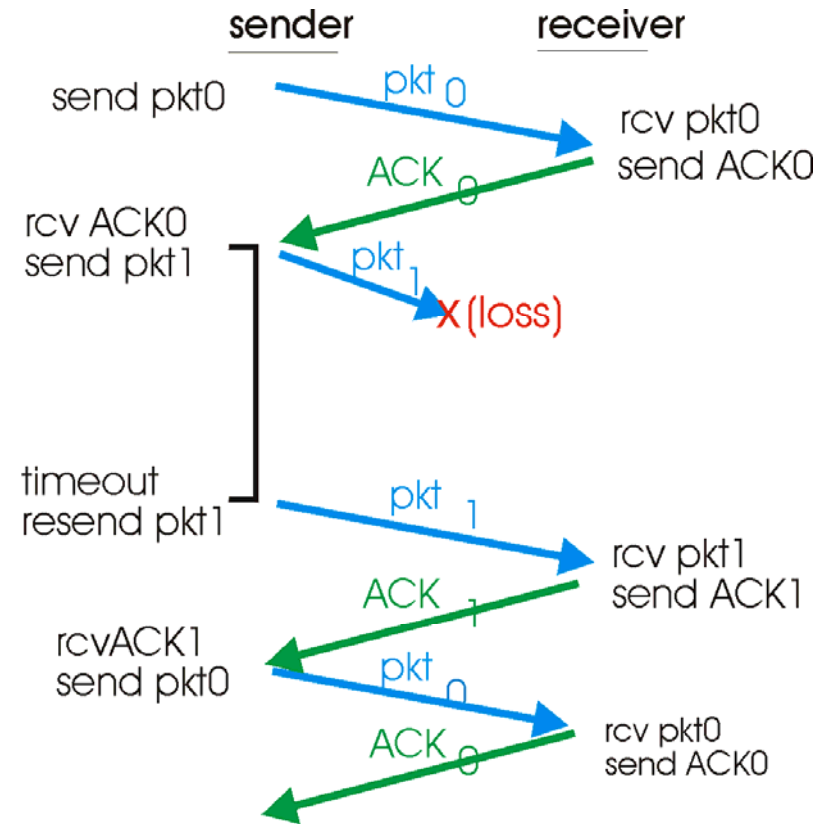 sender
receiver
send pkt0
pkt 0
rcv pkt0
send ACK0
ACK 0
rcv ACK0
send pkt1
pkt 1
X (loss)
timeout
resend pkt1
pkt 1
rcv pkt1
send ACK1
ACK 1
rcvACK1
send pkt0
pkt 0
rcv pkt0
send ACK0
ACK 0